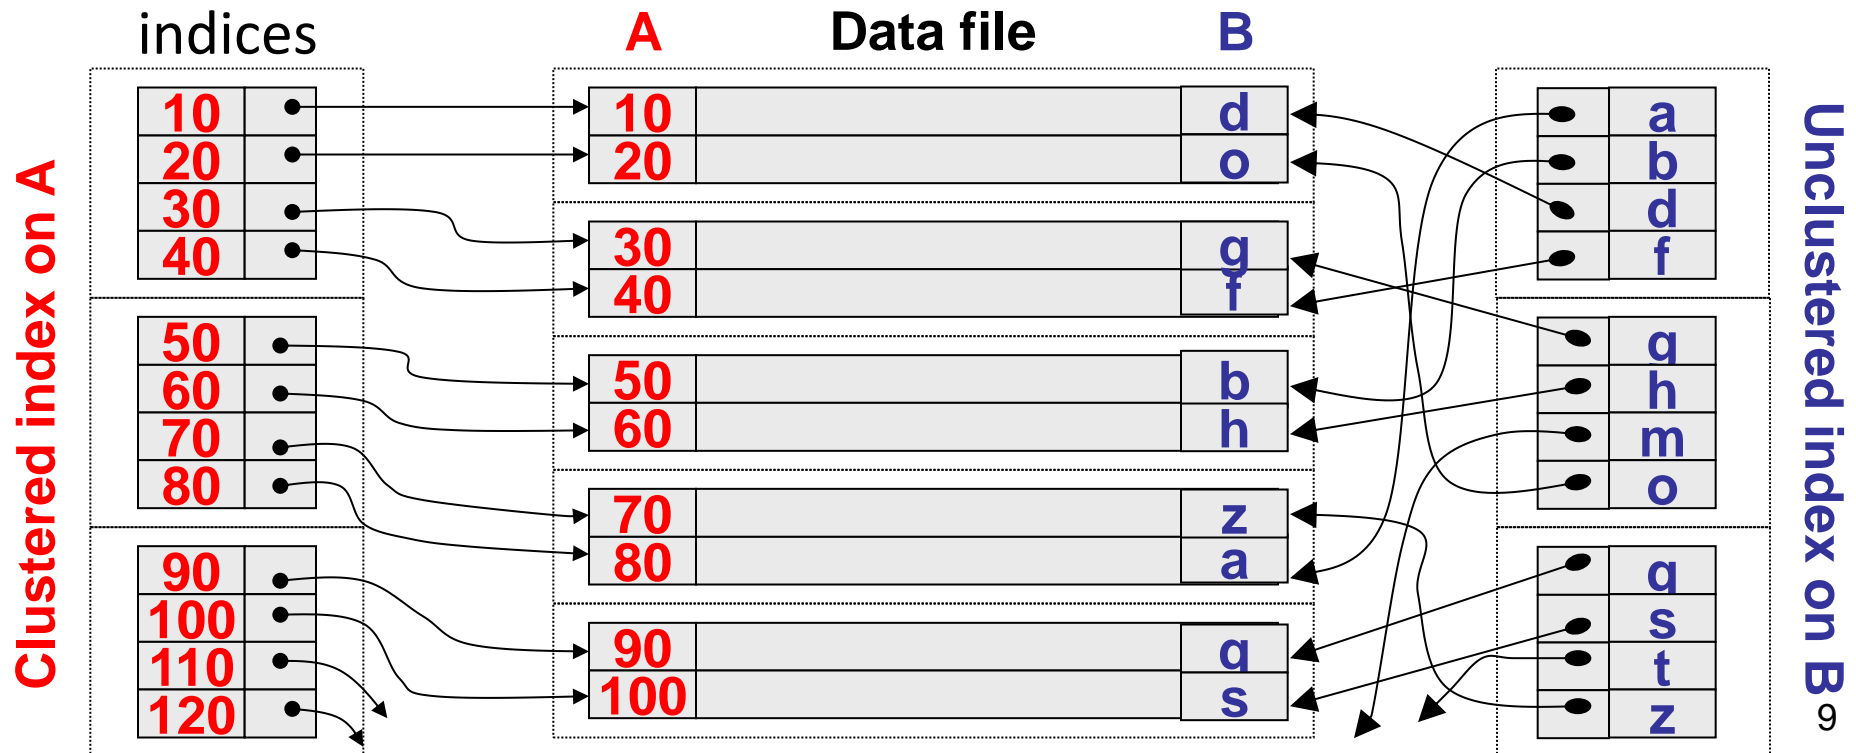 indices
A Data file B
Clustered index on A
10
20
30
40
50
60
70
80
90
100
110
120
10 d
20 o
30 g
40 f
50 b
60 h
70 z
80 a
90 q
100 s
a
b
d
f
g
h
m
o
q
s
t
z
Unclustered index on B
9